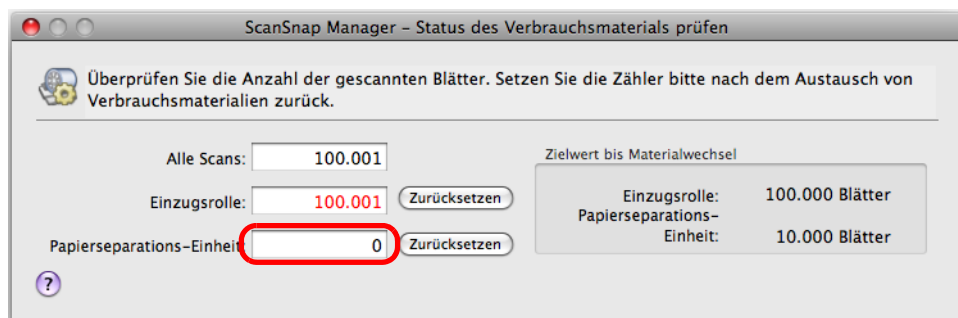 ScanSnap Manager – Status des Verbrauchsmaterials prüfen
Überprüfen Sie die Anzahl der gescannten Blätter. Setzen Sie die Zähler bitte nach dem Austausch von
Verbrauchsmaterialien zurück.
Alle Scans: 100.001
Einzugsrolle: 100.001 Zurücksetzen
Papierseparations-Einheit: 0 Zurücksetzen
Zielwert bis Materialwechsel
Einzugsrolle: 100.000 Blätter
Papierseparations-
Einheit: 10.000 Blätter
?